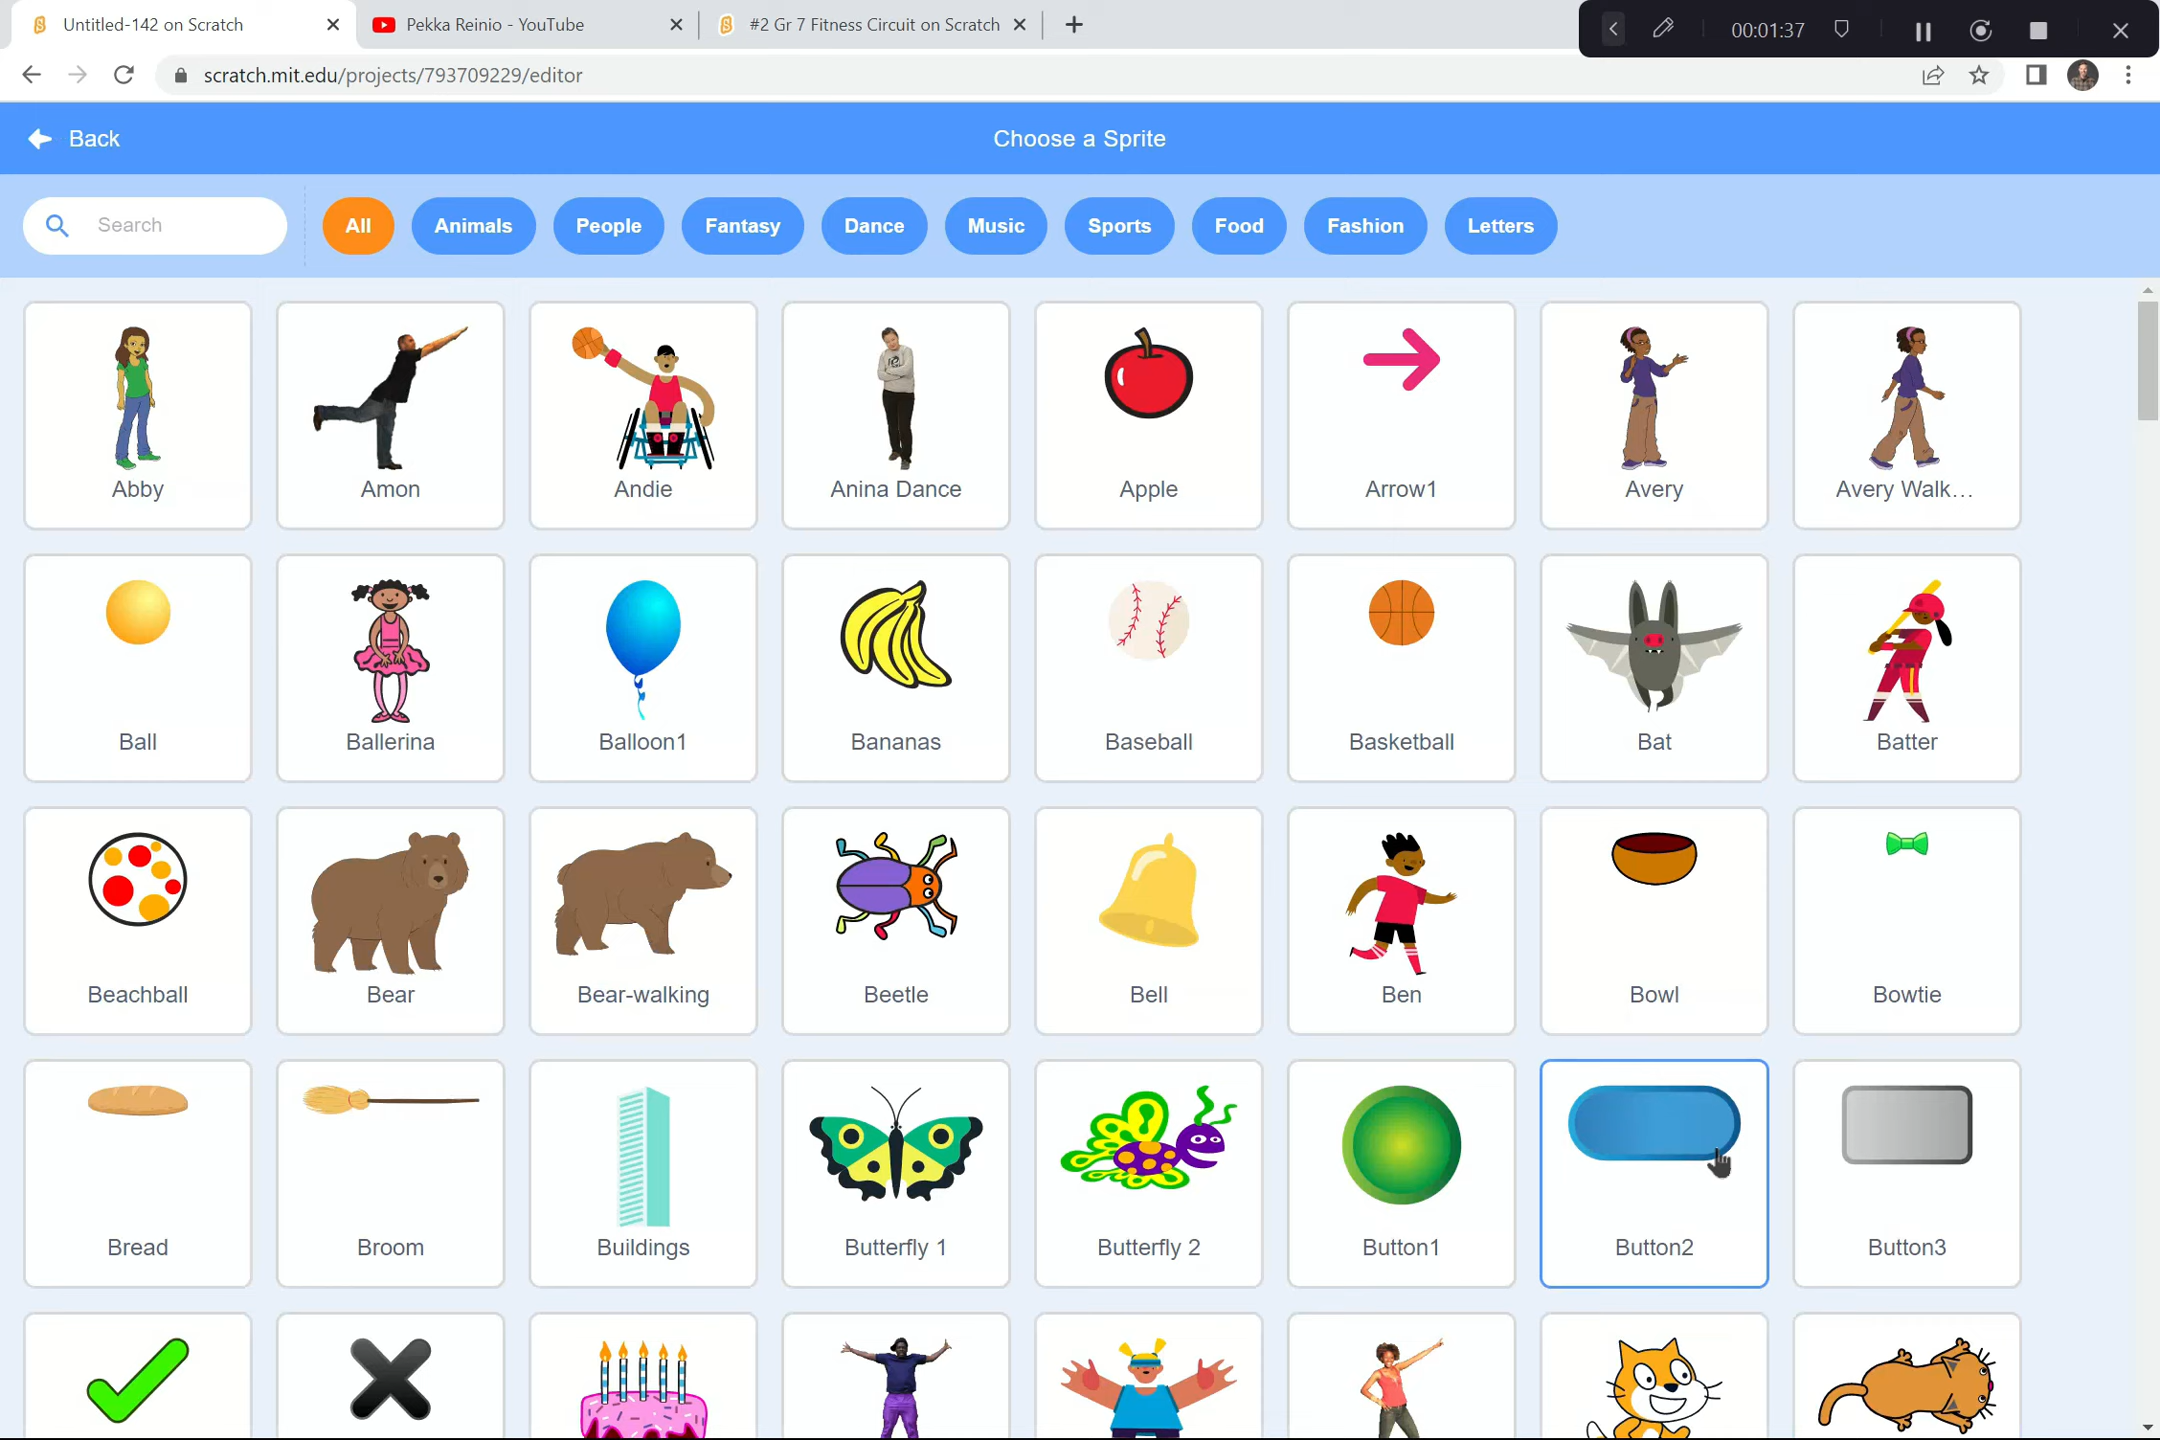 Untitled-142 on Scratch
Pekka Reinio - YouTube
#2 Gr 7 Fitness Circuit on Scratch
00:01:37
scratch.mit.edu/projects/793709229/editor
Back
Choose a Sprite
Search
All
Animals
People
Fantasy
Dance
Music
Sports
Food
Fashion
Letters
Abby
Amon
Andie
Anina Dance
Apple
Arrow1
Avery
Avery Walk...
Ball
Ballerina
Balloon1
Bananas
Baseball
Basketball
Bat
Batter
Beachball
Bear
Bear-walking
Beetle
Bell
Ben
Bowl
Bowtie
Bread
Broom
Buildings
Butterfly 1
Butterfly 2
Button1
Button2
Button3